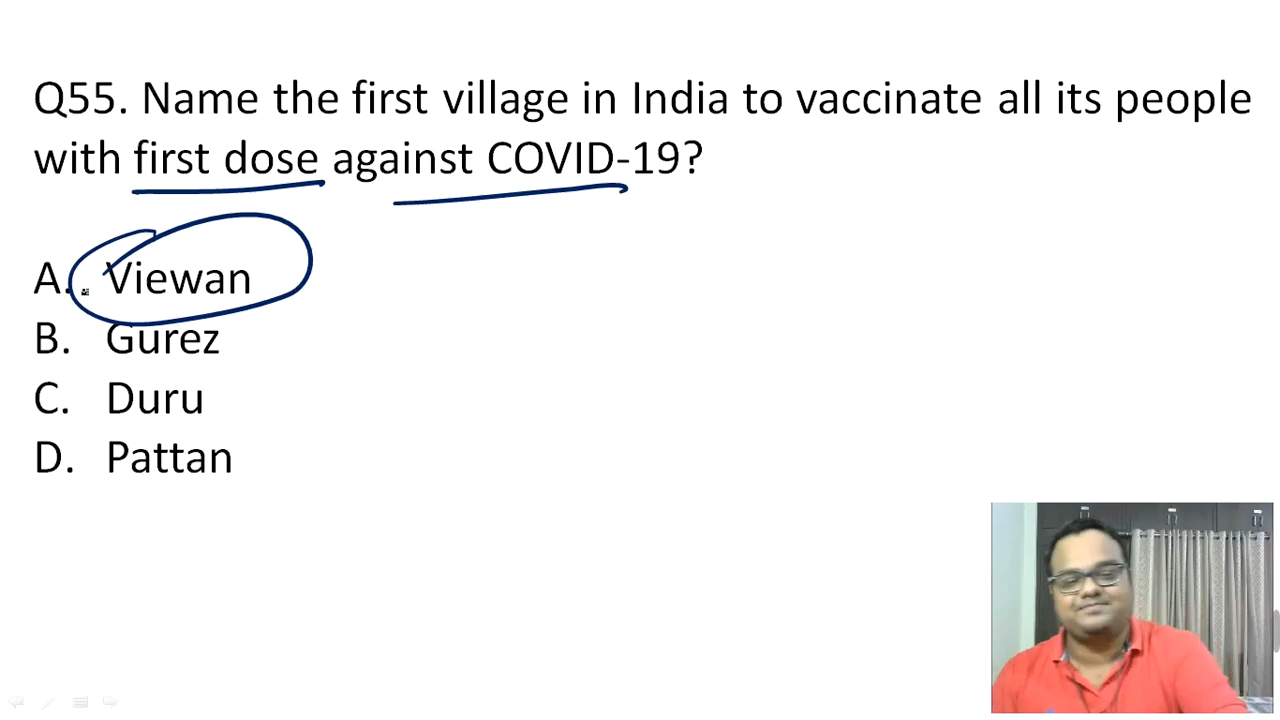 Q55. Name the first village in India to vaccinate all its people
with first dose against COVID-19?
A. Viewan
B. Gurez
C. Duru
D. Pattan